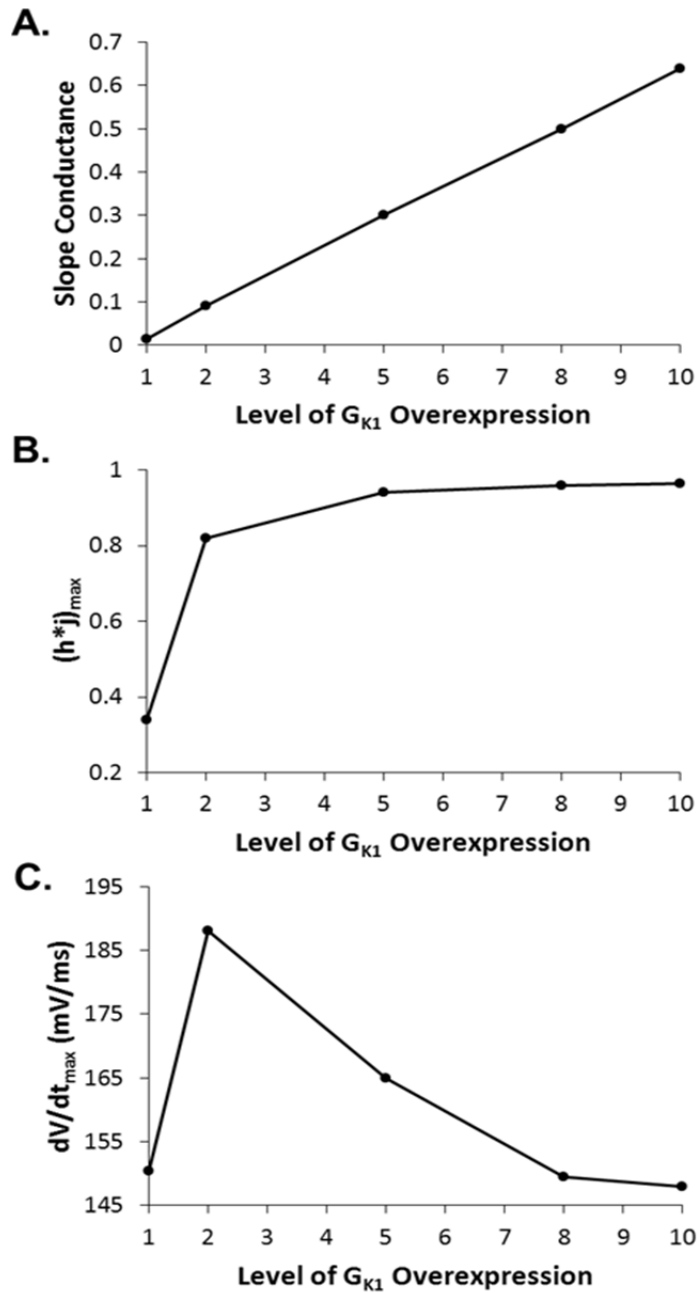 A.
Slope Conductance
0.7
0.6
0.5
0.4
0.3
0.2
0.1
0
1 2 3 4 5 6 7 8 9 10
Level of GK1 Overexpression
B.
(h*j)max
1
0.8
0.6
0.4
0.2
1 2 3 4 5 6 7 8 9 10
Level of GK1 Overexpression
C.
dV/dtmax (mV/ms)
195
185
175
165
155
145
1 2 3 4 5 6 7 8 9 10
Level of GK1 Overexpression